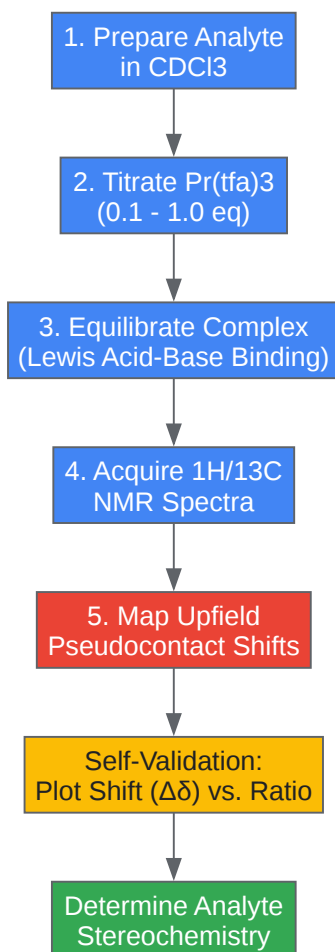 1. Prepare Analyte
in CDCl3
2. Titrate Pr(tfa)3
(0.1 - 1.0 eq)
3. Equilibrate Complex
(Lewis Acid-Base Binding)
4. Acquire 1H/13C
NMR Spectra
5. Map Upfield
Pseudocontact Shifts
Self-Validation:
Plot Shift (Δδ) vs. Ratio
Determine Analyte
Stereochemistry